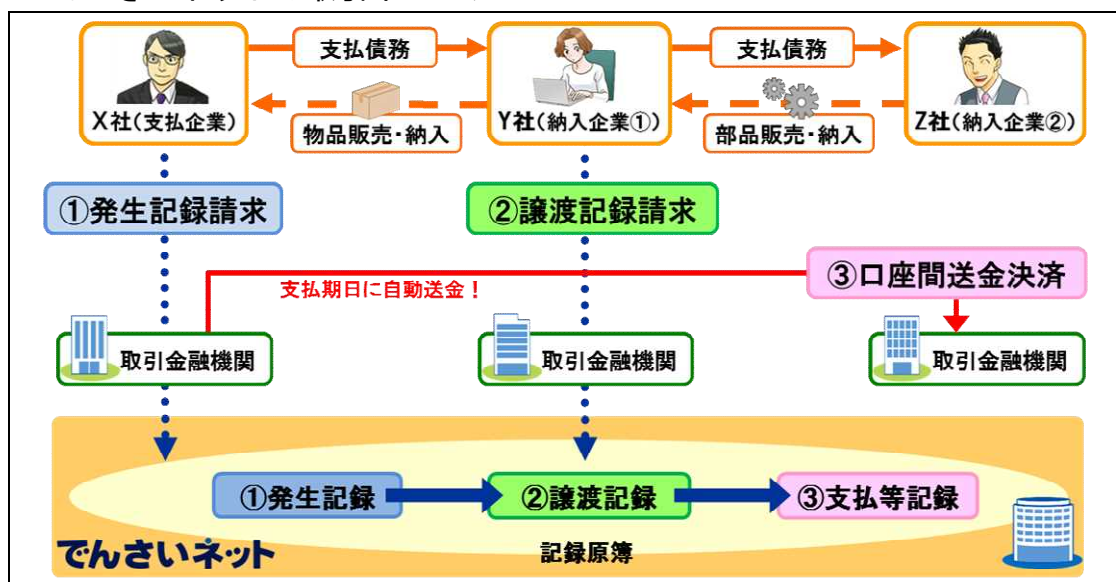 支払債務
支払債務
X社(支払企業)
物品販売・納入
Y社(納入企業①)
部品販売・納入
Z社(納入企業②)
①発生記録請求
②譲渡記録請求
③口座間送金決済
支払期日に自動送金！
取引金融機関
取引金融機関
取引金融機関
①発生記録
②譲渡記録
③支払等記録
でんさいネット
記録原簿